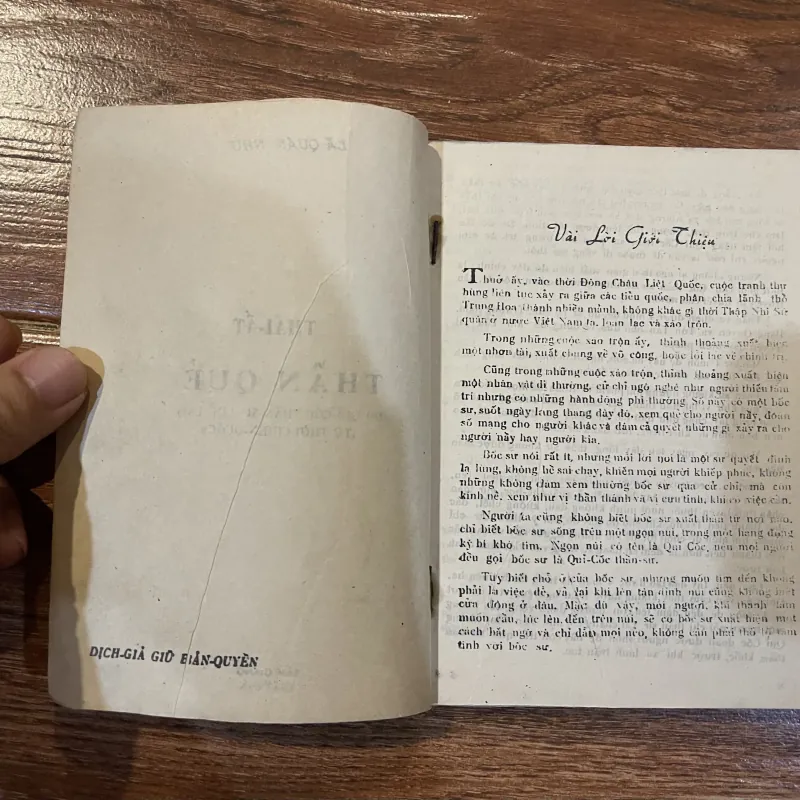 DỊCH-GIẢ GIỮ BẢN-QUYỀN
Vài Lời Giới Thiệu
Thuở ấy, vào thời Đông Châu Liệt Quốc, cuộc tranh thư
hùng liên tục xảy ra giữa các tiểu quốc, phân chia lãnh thổ
Trung Hoa thành nhiều mảnh, không khác gì thời Thập Nhị Sứ
quân ở nước Việt Nam ta, loạn lạc và xáo trộn.
Trong những cuộc xáo trộn ấy, thỉnh thoảng xuất hiện
một nhơn tài, xuất chúng về võ công, hoặc lỗi lạc về chính trị.
Cũng trong những cuộc xáo trộn, thỉnh thoảng xuất hiện
một nhân vật dị thường, cử chỉ ngộ nghệ như người thiếu tâm
trí nhưng có những hành động phi thường. Số này có một bốc
sư, suốt ngày lang thang đây đó, xem quẻ cho người nầy, đoán
số mạng cho người khác và dám cả quyết những gì xảy ra cho
người nầy hay người kia.
Bốc sư nói rất ít, nhưng mỗi lời nói là một sự quyết định
lạ lùng, không hề sai chạy, khiến mọi người khiếp phục, không
những không dám xem thường bốc sư qua cử chỉ, mà còn
kính nể, xem như vị thần thánh và vị cứu tinh, khi có việc cần.
Người ta cũng không biết bốc sư xuất thân từ nơi nào,
chỉ biết bốc sư sống trên một ngọn núi, trong một hang động
kỳ bí khó tìm. Ngọn núi có tên là Quỉ Cốc, nên mọi người
đều gọi bốc sư là Quỉ-Cốc thần-sư.
Tuy biết chỗ ở của bốc sư, nhưng muốn tìm đến không
phải là việc dễ, vả lại khi lên tận đỉnh núi cũng không biết
cửa động ở đâu. Mặc dù vậy, mỗi người, khi thành tâm
muốn cầu, lúc lên đến trên núi, sẽ có bốc sư xuất hiện một
cách bất ngờ và chỉ dẫn mọi nẻo, không cần phải thổ lộ tâm
tình với bốc sư.